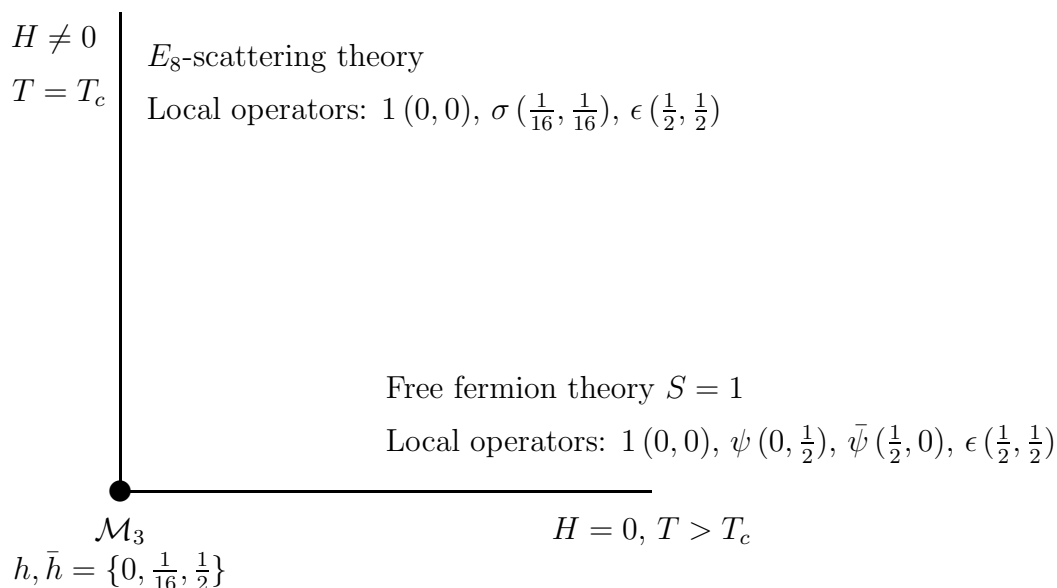 H ≠ 0
T = T_c
E_8-scattering theory
Local operators: 1 (0, 0), σ (1/16, 1/16), ϵ (1/2, 1/2)
Free fermion theory S = 1
Local operators: 1 (0, 0), ψ (0, 1/2), ψ̄ (1/2, 0), ϵ (1/2, 1/2)
ℳ_3
H = 0, T > T_c
h, h̄ = {0, 1/16, 1/2}